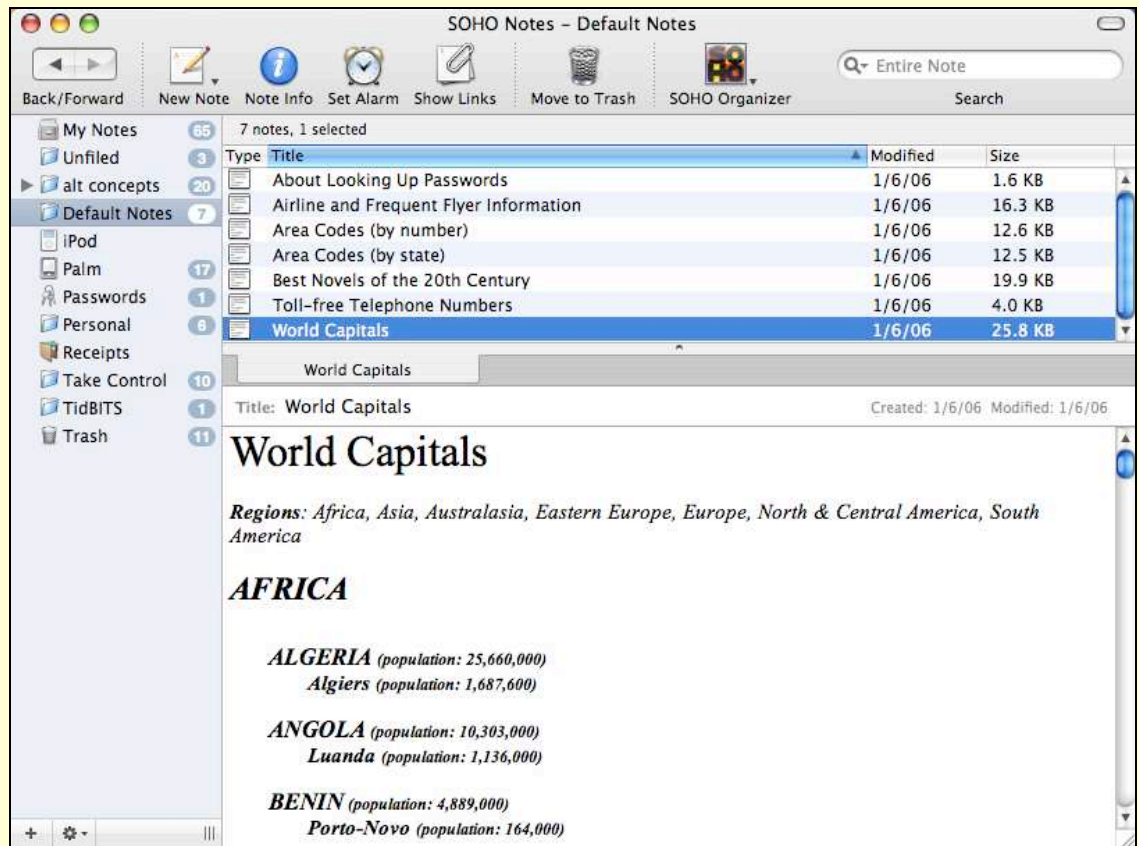 SOHO Notes – Default Notes
Entire Note
Back/Forward New Note Note Info Set Alarm Show Links Move to Trash SOHO Organizer Search
My Notes 65
Unfiled 3
alt concepts 20
Default Notes 7
iPod
Palm 17
Passwords 1
Personal 6
Receipts
Take Control 10
TidBITS 1
Trash 11
7 notes, 1 selected
Type Title Modified Size
About Looking Up Passwords 1/6/06 1.6 KB
Airline and Frequent Flyer Information 1/6/06 16.3 KB
Area Codes (by number) 1/6/06 12.6 KB
Area Codes (by state) 1/6/06 12.5 KB
Best Novels of the 20th Century 1/6/06 19.9 KB
Toll-free Telephone Numbers 1/6/06 4.0 KB
World Capitals 1/6/06 25.8 KB
World Capitals
Title: World Capitals Created: 1/6/06 Modified: 1/6/06
World Capitals
Regions: Africa, Asia, Australasia, Eastern Europe, Europe, North & Central America, South
America
AFRICA
ALGERIA (population: 25,660,000)
Algiers (population: 1,687,600)
ANGOLA (population: 10,303,000)
Luanda (population: 1,136,000)
BENIN (population: 4,889,000)
Porto-Novo (population: 164,000)